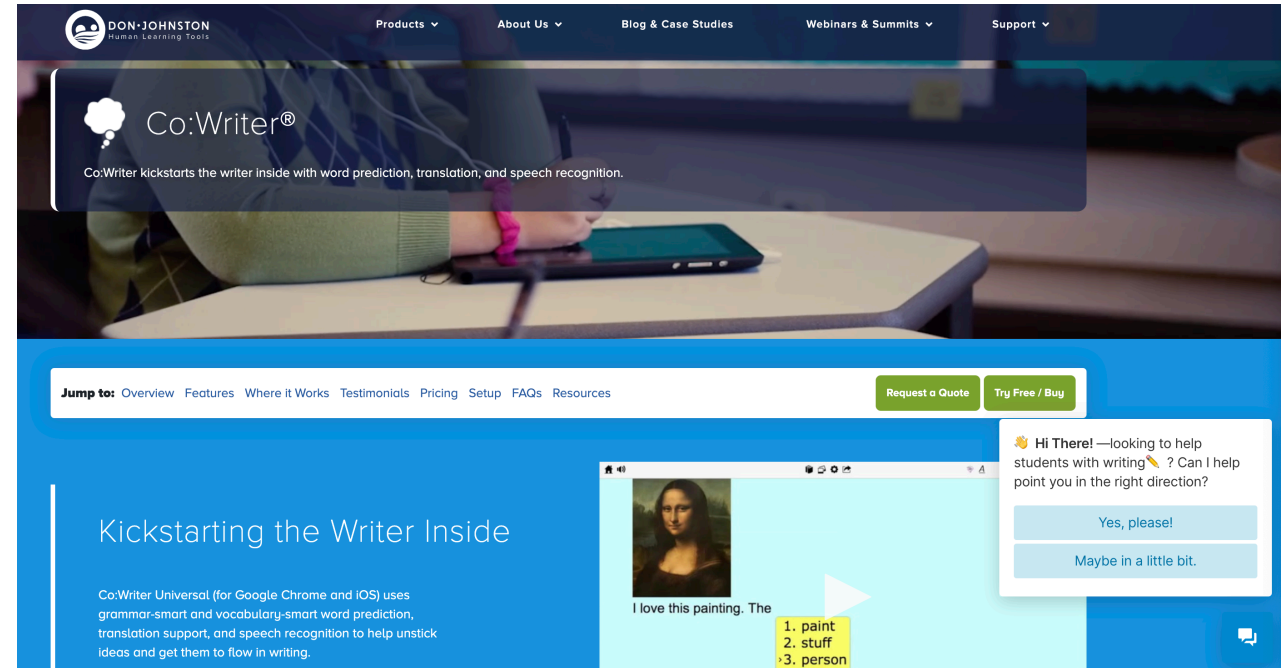 DON·JOHNSTON
Human Learning Tools
Products
About Us
Blog & Case Studies
Webinars & Summits
Support
Co:Writer®
Co:Writer kickstarts the writer inside with word prediction, translation, and speech recognition.
Jump to: Overview Features Where it Works Testimonials Pricing Setup FAQs Resources
Request a Quote
Try Free / Buy
👋 Hi There! —looking to help
students with writing✏️ ? Can I help
point you in the right direction?
Yes, please!
Maybe in a little bit.
Kickstarting the Writer Inside
Co:Writer Universal (for Google Chrome and iOS) uses
grammar-smart and vocabulary-smart word prediction,
translation support, and speech recognition to help unstick
ideas and get them to flow in writing.
A
I love this painting. The
1. paint
2. stuff
›3. person